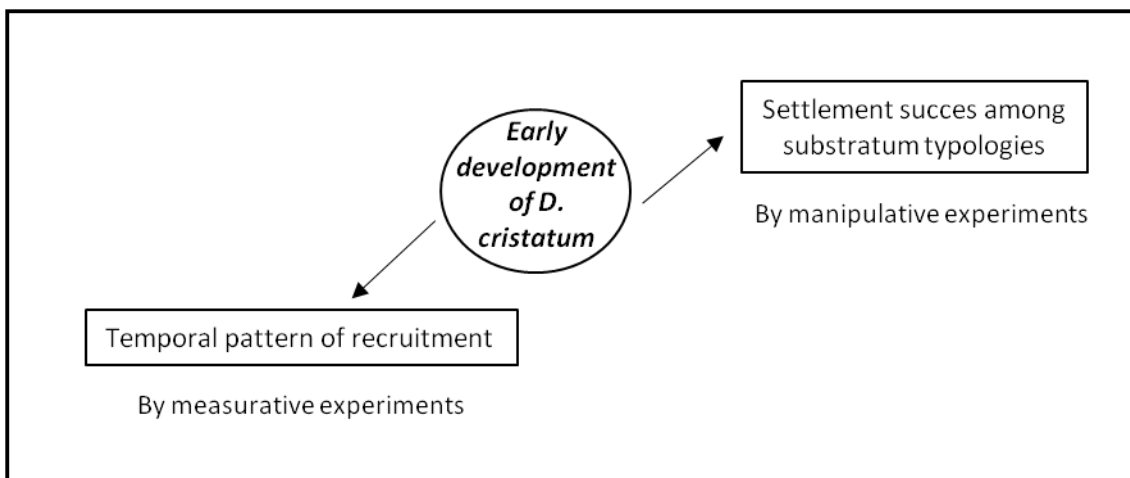 Early
development
of D.
cristatum
Settlement succes among
substratum typologies
By manipulative experiments
Temporal pattern of recruitment
By measurative experiments